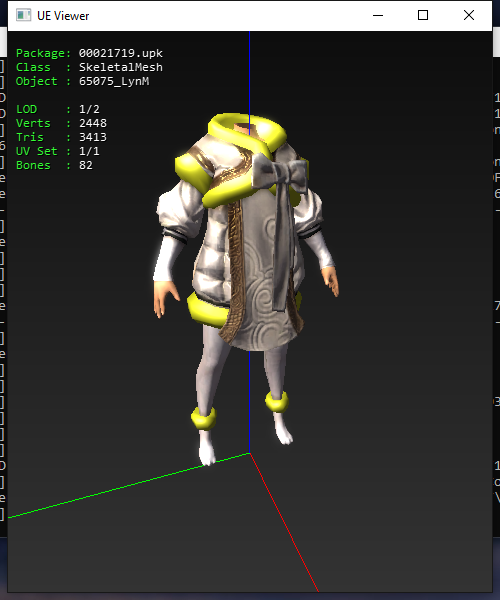 UE Viewer
Package: 00021719.upk
Class : SkeletalMesh
Object : 65075_LynM
LOD : 1/2
Verts : 2448
Tris : 3413
UV Set : 1/1
Bones : 82